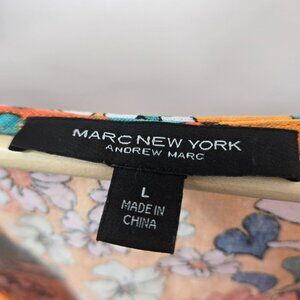 MARC NEW YORK
ANDREW MARC
L
MADE IN
CHINA